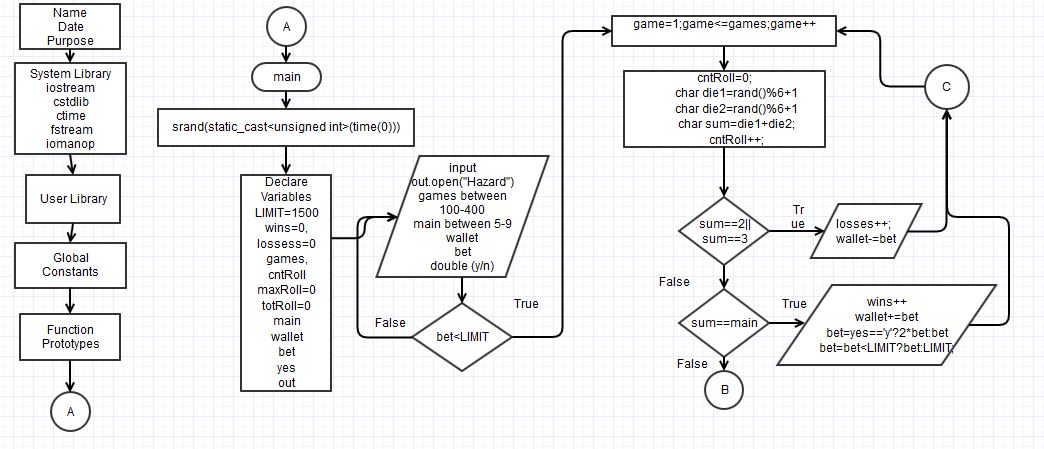 Name
Date
Purpose
System Library
iostream
cstdlib
ctime
fstream
iomanop
User Library
Global
Constants
Function
Prototypes
A
A
main
srand(static_cast<unsigned int>(time(0)))
Declare
Variables
LIMIT=1500
wins=0,
lossess=0
games,
cntRoll
maxRoll=0
totRoll=0
main
wallet
bet
yes
out
input
out.open("Hazard")
games between
100-400
main between 5-9
wallet
bet
double (y/n)
False
bet<LIMIT
True
game=1;game<=games;game++
cntRoll=0;
char die1=rand()%6+1
char die2=rand()%6+1
char sum=die1+die2;
cntRoll++;
sum==2||
sum==3
Tr
ue
losses++;
wallet-=bet
C
False
sum==main
True
wins++
wallet+=bet
bet=yes=='y'?2*bet:bet
bet=bet<LIMIT?bet:LIMIT;
False
B